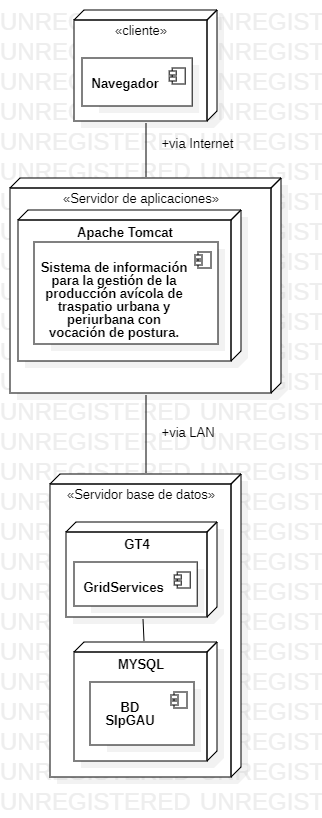 «cliente»
Navegador
+via Internet
«Servidor de aplicaciones»
Apache Tomcat
Sistema de información
para la gestión de la
producción avícola de
traspatio urbana y
periurbana con
vocación de postura.
+via LAN
«Servidor base de datos»
GT4
GridServices
MYSQL
BD
SIpGAU
UNREGISTERED